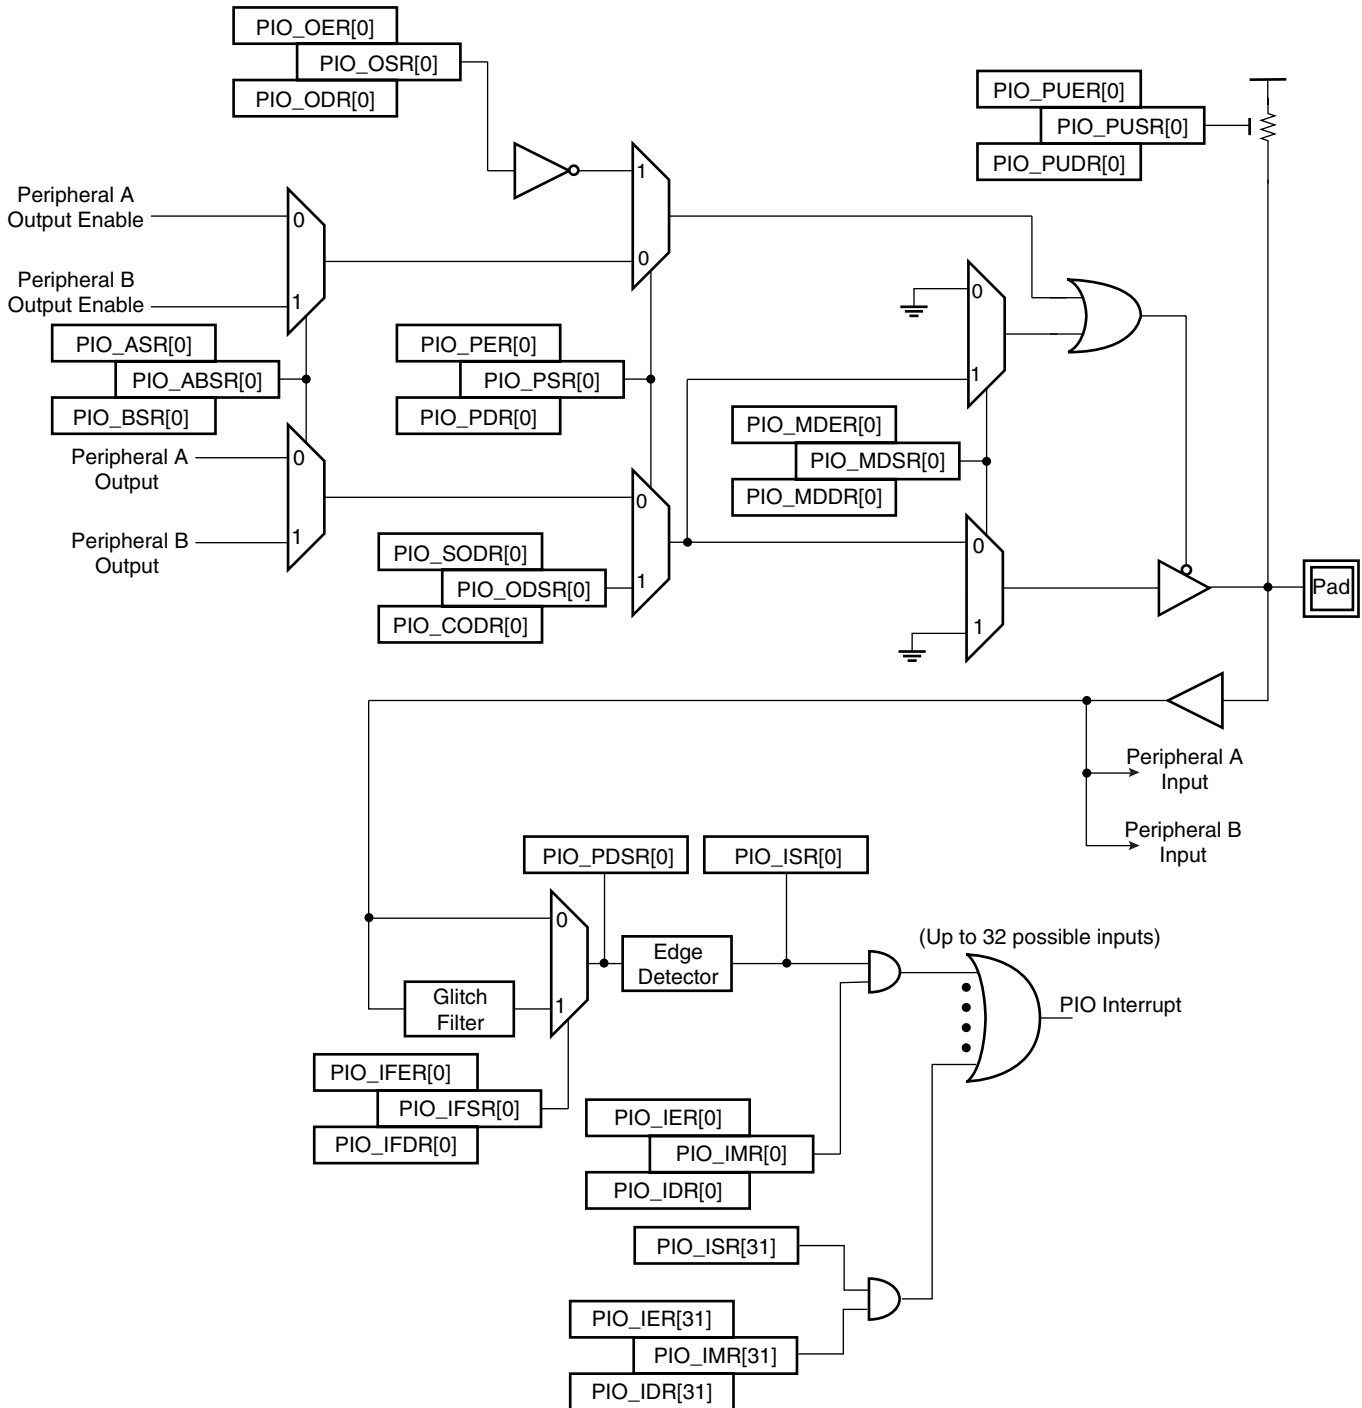 PIO_OER[0]
PIO_OSR[0]
PIO_ODR[0]
PIO_PUER[0]
PIO_PUSR[0]
PIO_PUDR[0]
1
0
Peripheral A
Output Enable
0
Peripheral B
Output Enable
1
0
1
PIO_ASR[0]
PIO_ABSR[0]
PIO_BSR[0]
PIO_PER[0]
PIO_PSR[0]
PIO_PDR[0]
PIO_MDER[0]
PIO_MDSR[0]
PIO_MDDR[0]
Peripheral A
Output
0
Peripheral B
Output
1
0
1
PIO_SODR[0]
PIO_ODSR[0]
PIO_CODR[0]
0
1
Pad
Peripheral A
Input
Peripheral B
Input
PIO_PDSR[0]
PIO_ISR[0]
0
1
Glitch
Filter
Edge
Detector
(Up to 32 possible inputs)
PIO Interrupt
PIO_IFER[0]
PIO_IFSR[0]
PIO_IFDR[0]
PIO_IER[0]
PIO_IMR[0]
PIO_IDR[0]
PIO_ISR[31]
PIO_IER[31]
PIO_IMR[31]
PIO_IDR[31]